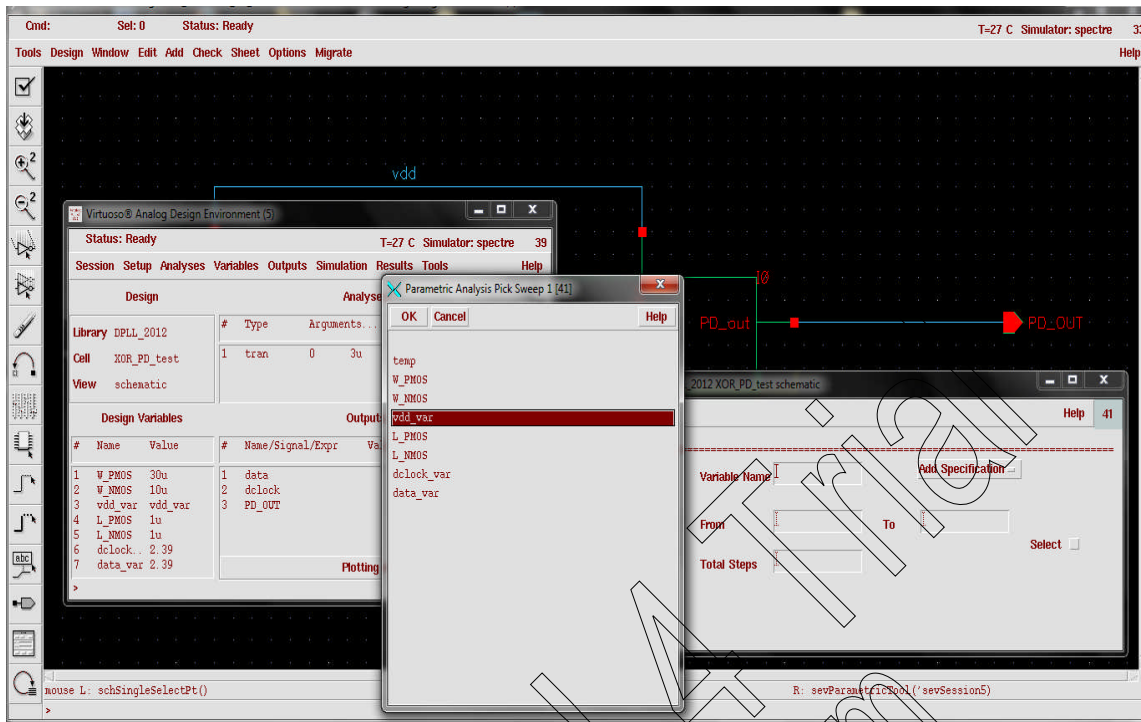 Cmd: Sel: 0 Status: Ready T=27 C Simulator: spectre 33
Tools Design Window Edit Add Check Sheet Options Migrate Help
vdd
Virtuoso® Analog Design Environment (5)
Status: Ready T=27 C Simulator: spectre 39
Session Setup Analyses Variables Outputs Simulation Results Tools Help
Design Analyse
# Type Arguments...
Library DPLL_2012
1 tran 0 3u
Cell XOR_PD_test
View schematic
Design Variables Output
# Name Value # Name/Signal/Expr Va
1 W_PMOS 30u 1 data
2 W_NMOS 10u 2 dclock
3 vdd_var vdd_var 3 PD_OUT
4 L_PMOS 1u
5 L_NMOS 1u
6 dclock.. 2.39
7 data_var 2.39
Plotting
>
Parametric Analysis Pick Sweep 1 [41]
OK Cancel Help
temp
W_PMOS
W_NMOS
vdd_var
L_PMOS
L_NMOS
dclock_var
data_var
I0
PD_out PD_OUT
_2012 XOR_PD_test schematic
Help 41
Variable Name Add Specification
From To
Select
Total Steps
abc
mouse L: schSingleSelectPt() R: sevParametricTool('sevSession5)
>
Trial